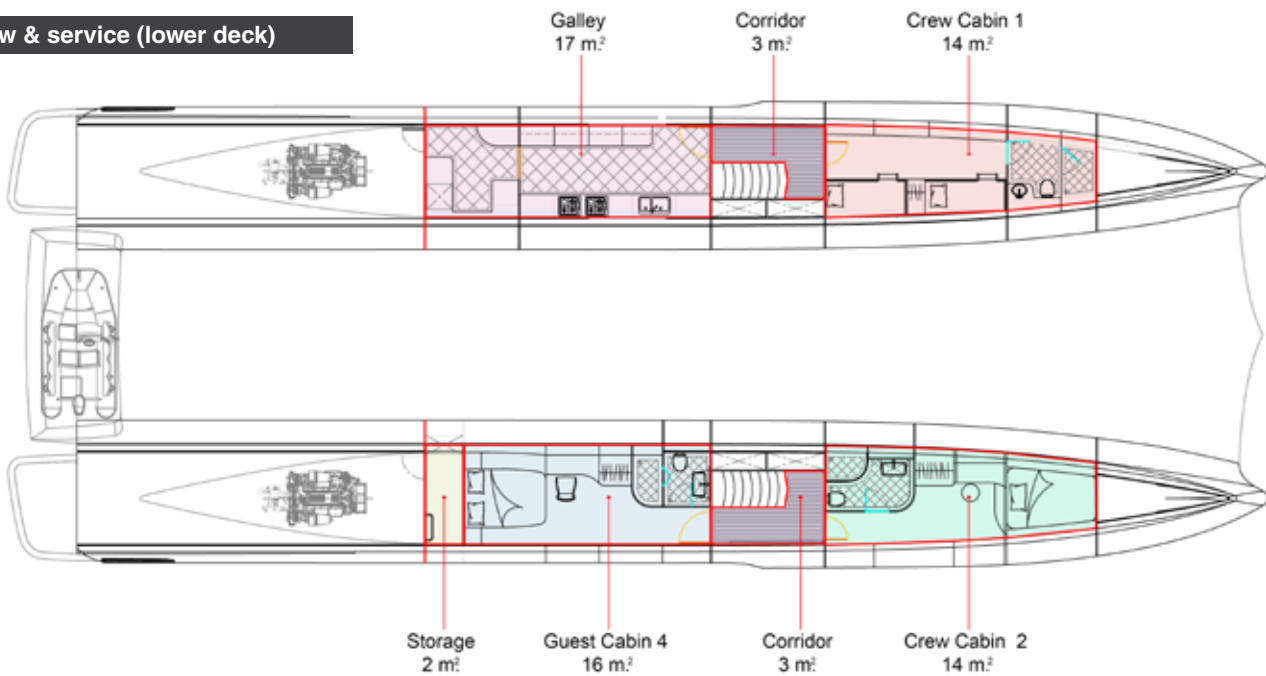 w & service (lower deck)
Galley
17 m²
Corridor
3 m²
Crew Cabin 1
14 m²
Storage
2 m²
Guest Cabin 4
16 m²
Corridor
3 m²
Crew Cabin 2
14 m²